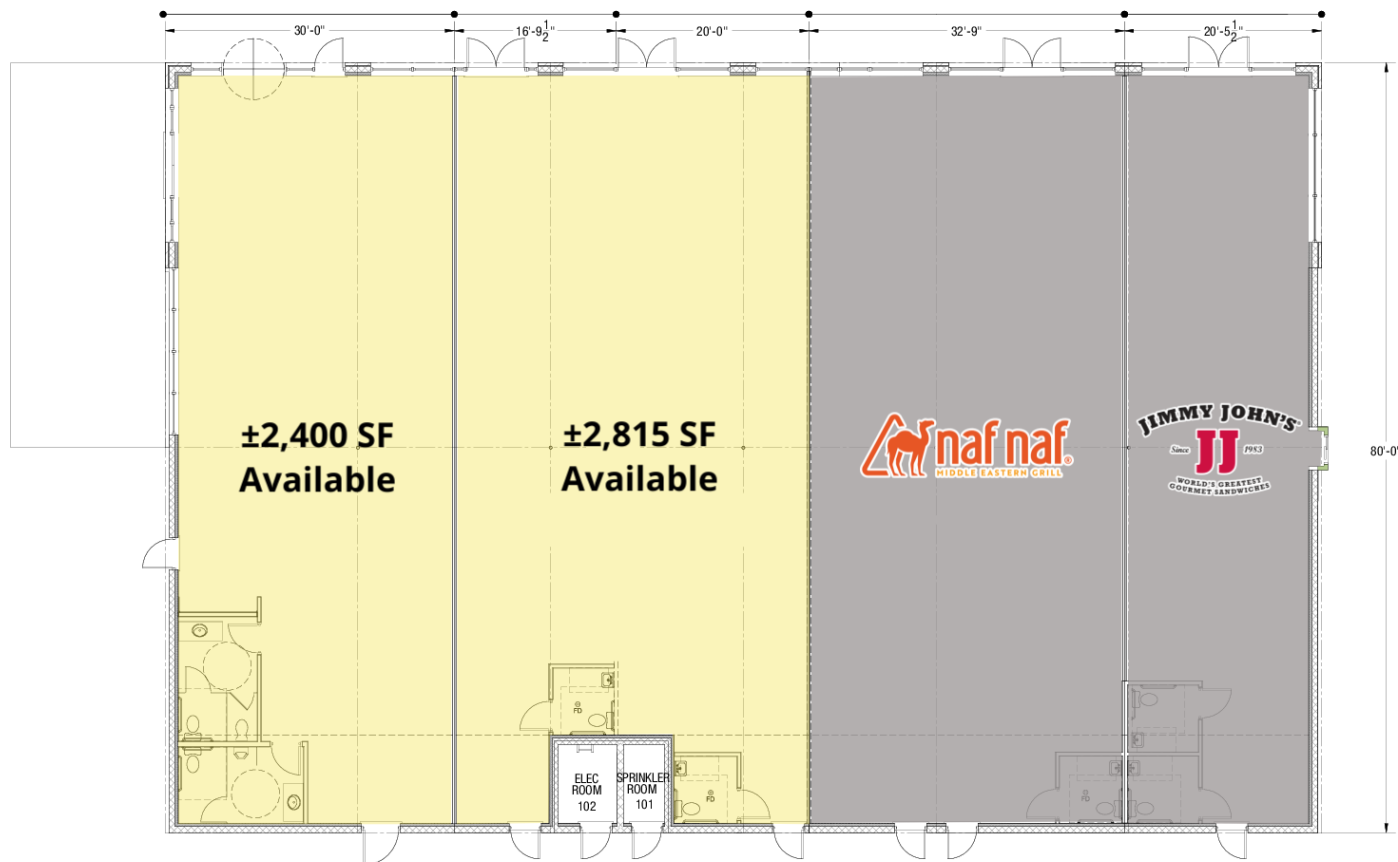 30'-0"
16'-9 1/2"
20'-0"
32'-9"
20'-5 1/2"
80'-0"
±2,400 SF
Available
±2,815 SF
Available
naf naf®
MIDDLE EASTERN GRILL
JIMMY JOHN'S®
Since JJ 1983
WORLD'S GREATEST
GOURMET SANDWICHES
FD
ELEC
ROOM
102
SPRINKLER
ROOM
101
FD
FD